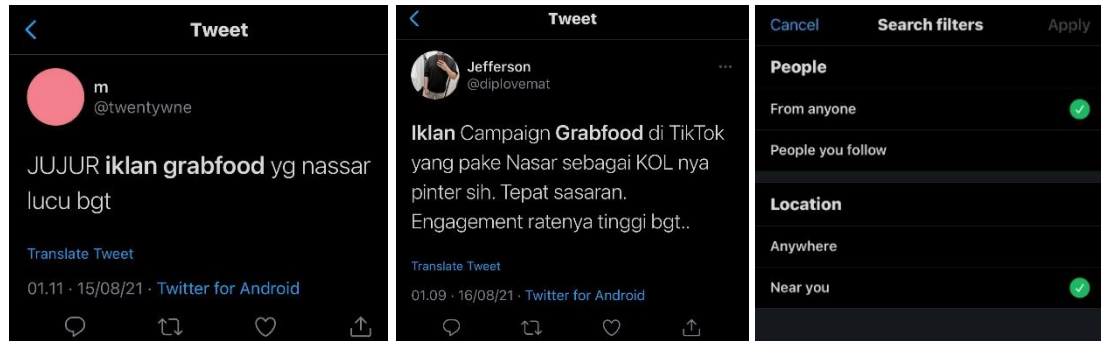 Tweet
m
@twentywne
JUJUR iklan grabfood yg nassar
lucu bgt
Translate Tweet
01.11 · 15/08/21 · Twitter for Android
Tweet
Jefferson
@diplovemat
Iklan Campaign Grabfood di TikTok
yang pake Nasar sebagai KOL nya
pinter sih. Tepat sasaran.
Engagement ratenya tinggi bgt..
Translate Tweet
01.09 · 16/08/21 · Twitter for Android
Cancel Search filters Apply
People
From anyone
People you follow
Location
Anywhere
Near you